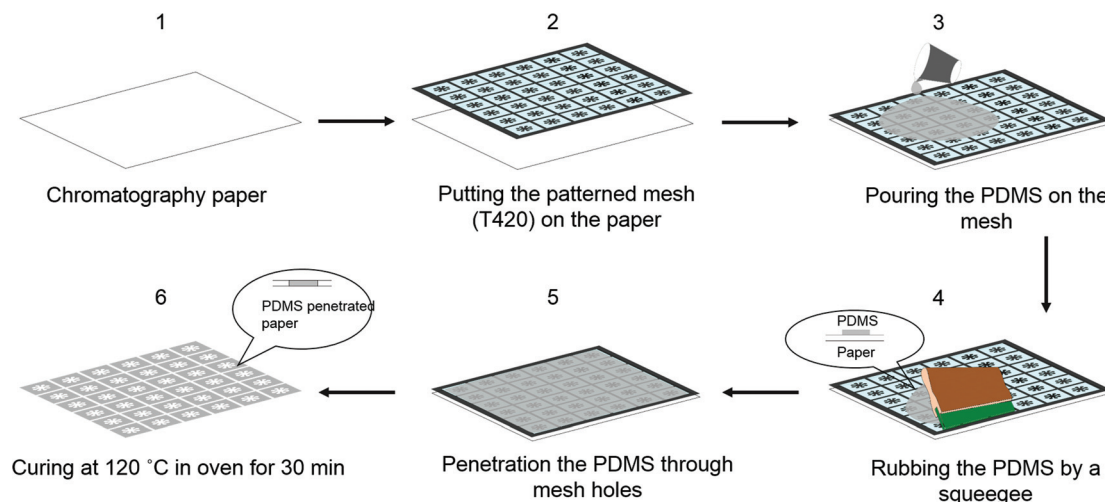 1
2
3
Chromatography paper
Putting the patterned mesh
(T420) on the paper
Pouring the PDMS on the
mesh
4
PDMS
Paper
Rubbing the PDMS by a
squeegee
5
Penetration the PDMS through
mesh holes
6
PDMS penetrated
paper
Curing at 120 °C in oven for 30 min